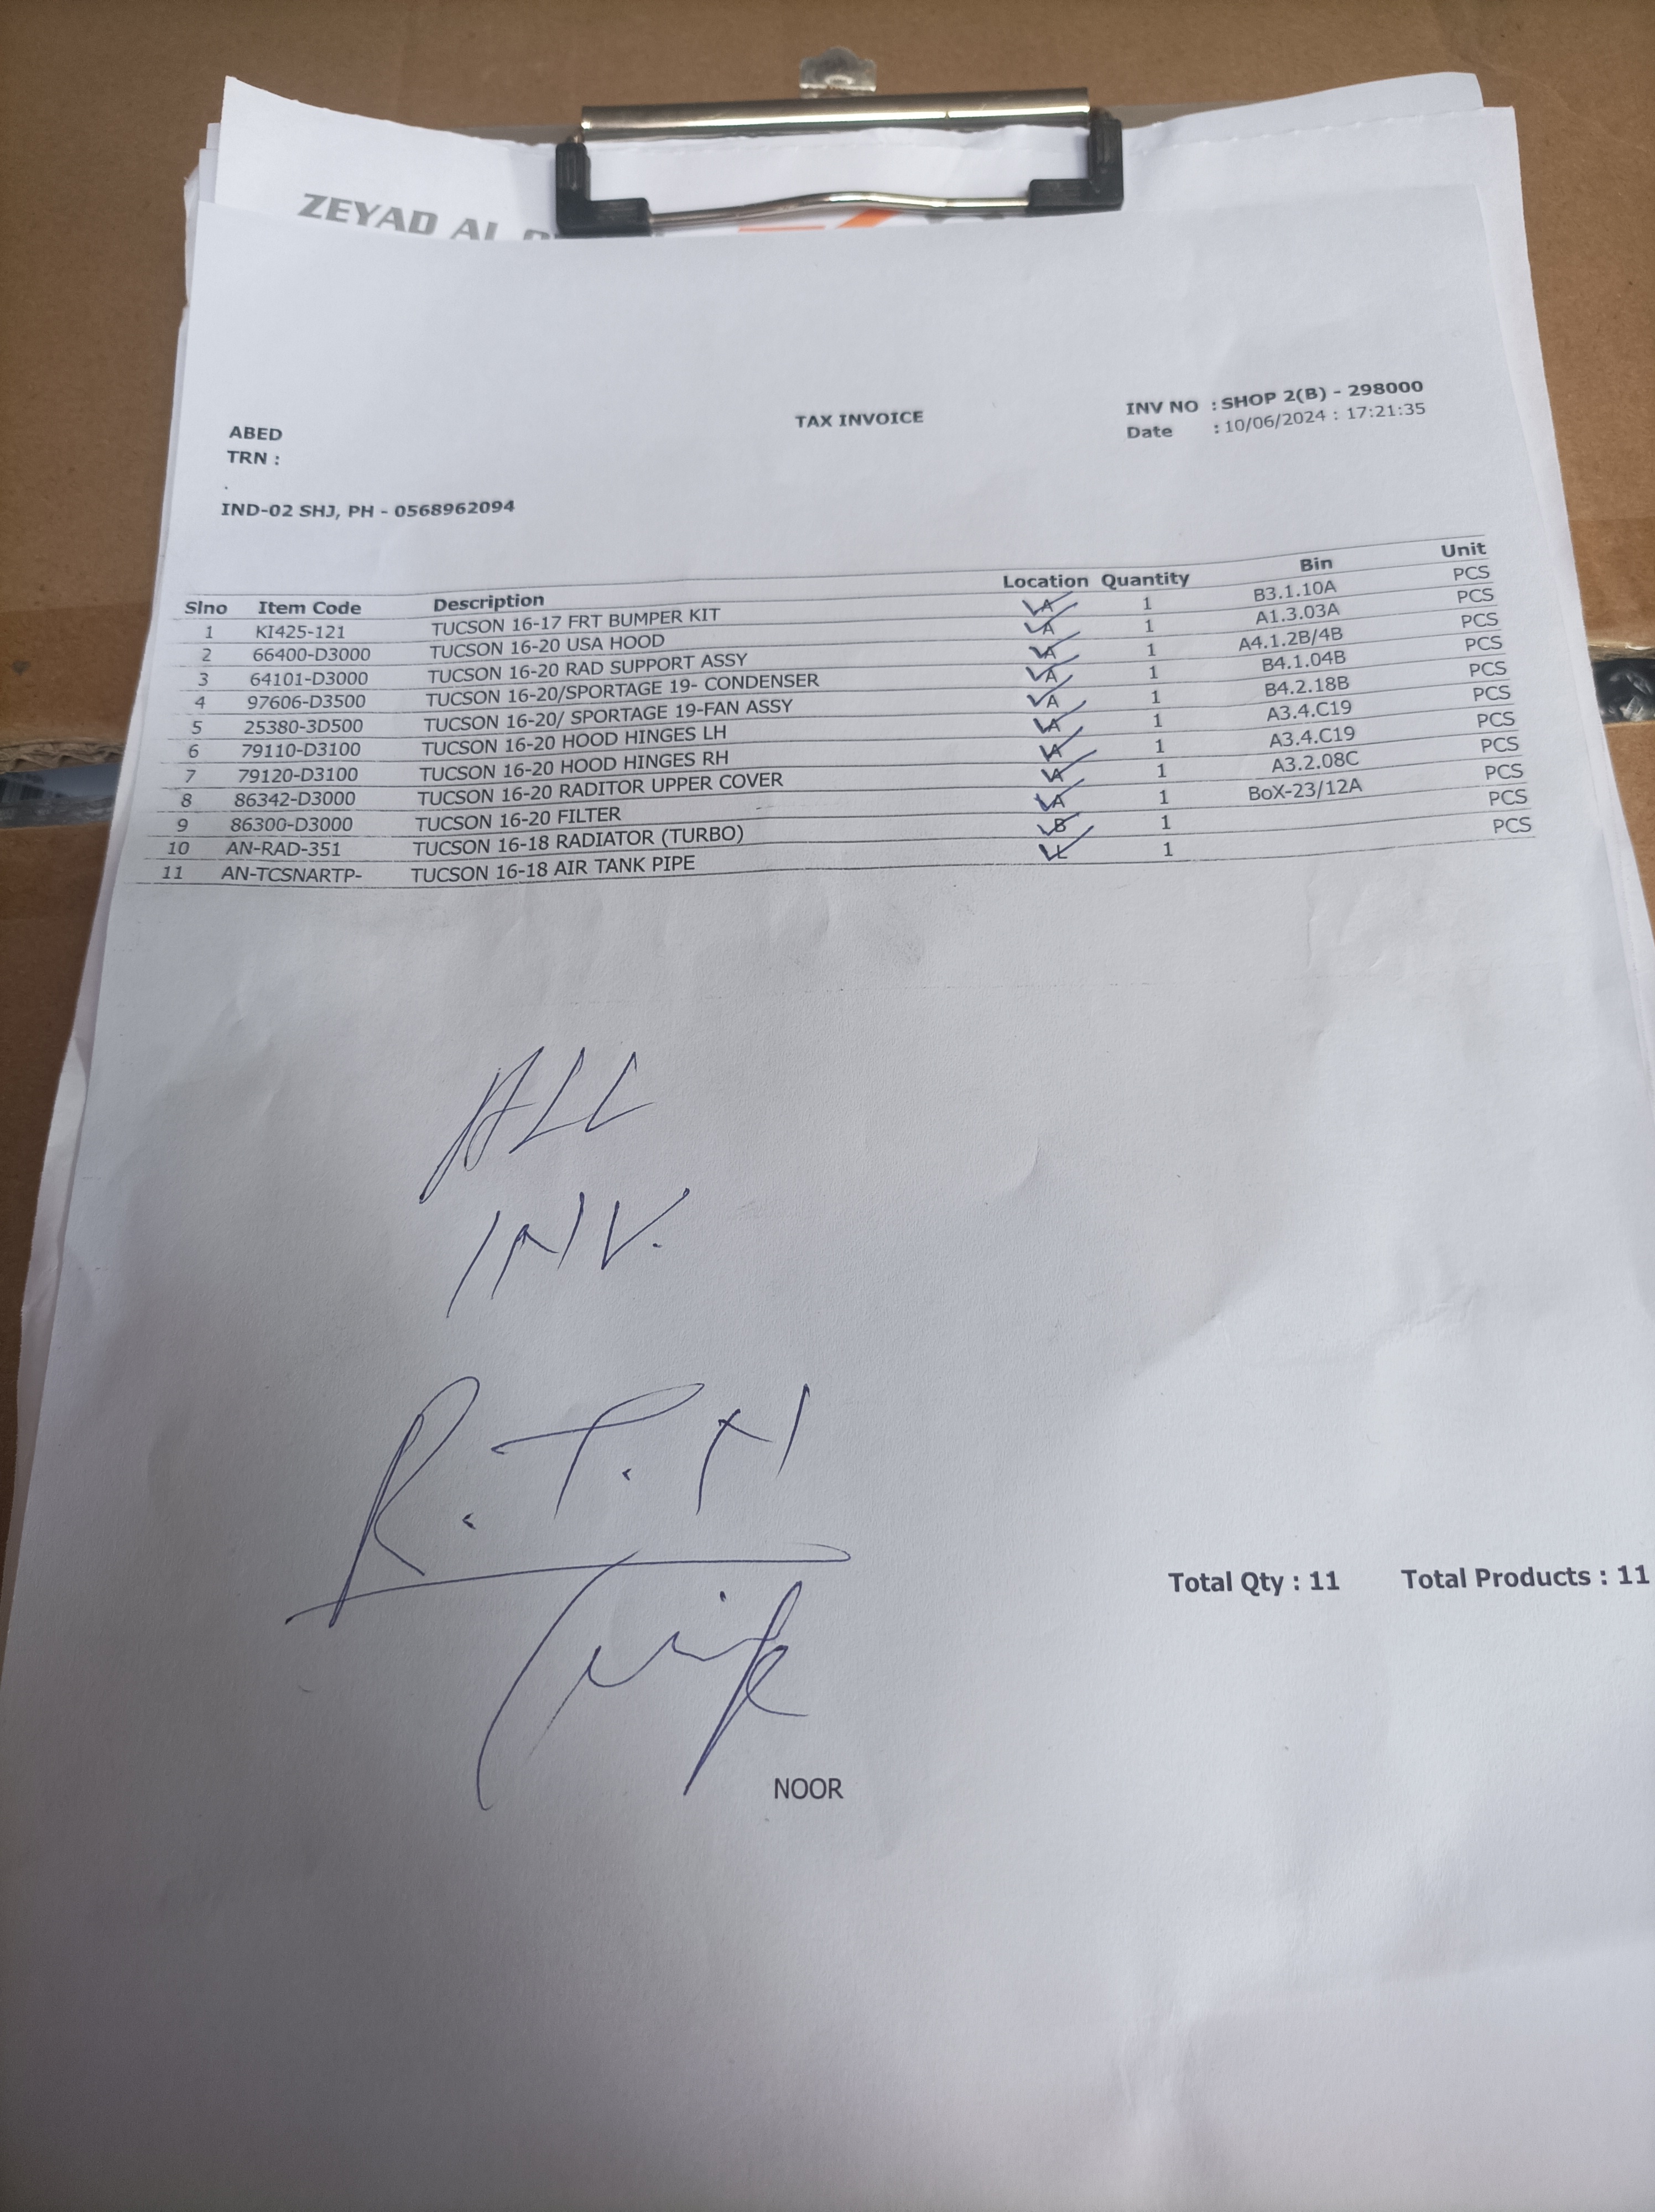 ZEYAD AL
TAX INVOICE
INV NO : SHOP 2(B) - 298000
Date : 10/06/2024 : 17:21:35
ABED
TRN :
.
IND-02 SHJ, PH - 0568962094
Slno Item Code Description Location Quantity Bin Unit
1 KI425-121 TUCSON 16-17 FRT BUMPER KIT A 1 B3.1.10A PCS
2 66400-D3000 TUCSON 16-20 USA HOOD A 1 A1.3.03A PCS
3 64101-D3000 TUCSON 16-20 RAD SUPPORT ASSY A 1 A4.1.2B/4B PCS
4 97606-D3500 TUCSON 16-20/SPORTAGE 19- CONDENSER A 1 B4.1.04B PCS
5 25380-3D500 TUCSON 16-20/ SPORTAGE 19-FAN ASSY A 1 B4.2.18B PCS
6 79110-D3100 TUCSON 16-20 HOOD HINGES LH A 1 A3.4.C19 PCS
7 79120-D3100 TUCSON 16-20 HOOD HINGES RH A 1 A3.4.C19 PCS
8 86342-D3000 TUCSON 16-20 RADITOR UPPER COVER A 1 A3.2.08C PCS
9 86300-D3000 TUCSON 16-20 FILTER A 1 BoX-23/12A PCS
10 AN-RAD-351 TUCSON 16-18 RADIATOR (TURBO) B 1 PCS
11 AN-TCSNARTP- TUCSON 16-18 AIR TANK PIPE 1 PCS
ALL
INV.
R.T.N
Total Qty : 11 Total Products : 11
NOOR